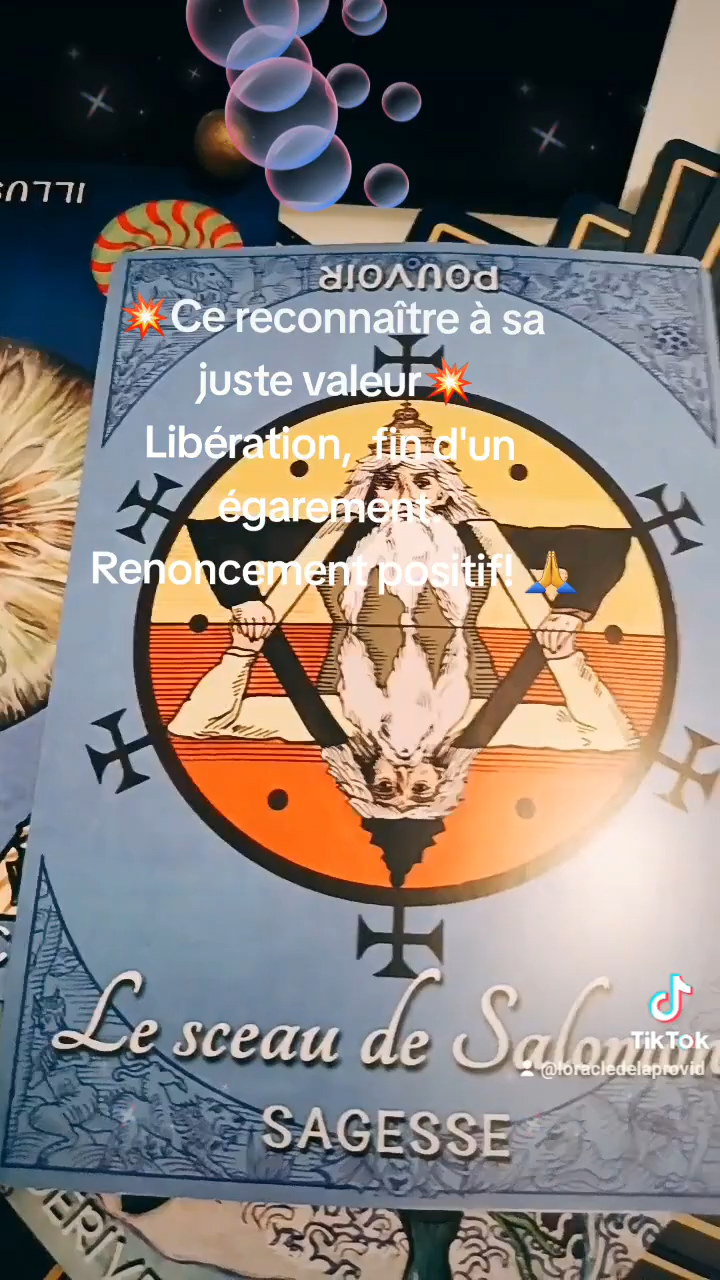 ILLUS
POUVOIR
💥Ce reconnaître à sa
juste valeur💥
Libération, fin d'un
égarement.
Renoncement positif! 🙏
Le sceau de Salomon
TikTok
@loracledelaprovid
SAGESSE